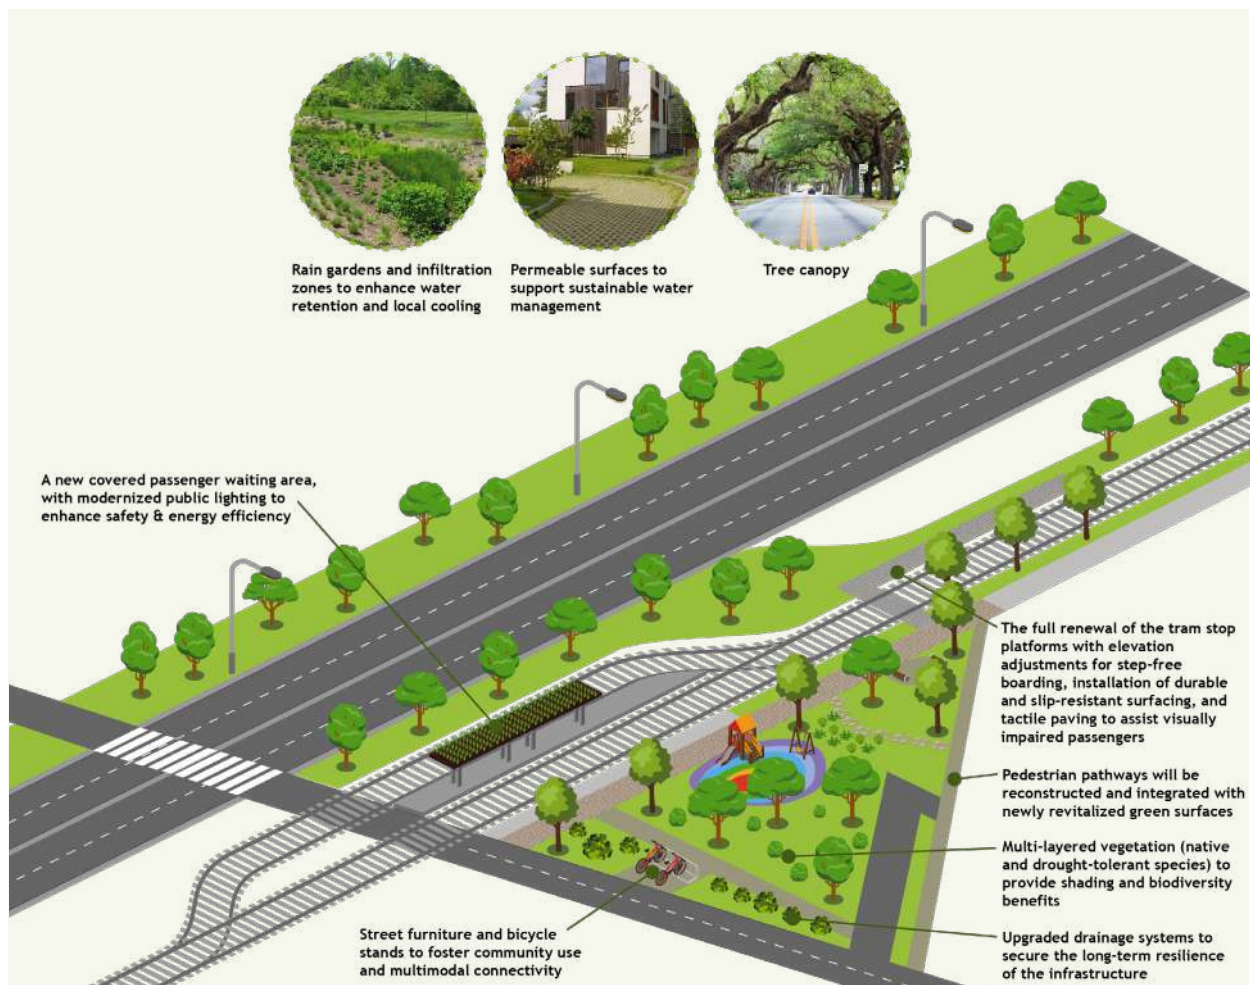 Rain gardens and infiltration
zones to enhance water
retention and local cooling
Permeable surfaces to
support sustainable water
management
Tree canopy
A new covered passenger waiting area,
with modernized public lighting to
enhance safety & energy efficiency
The full renewal of the tram stop
platforms with elevation
adjustments for step-free
boarding, installation of durable
and slip-resistant surfacing, and
tactile paving to assist visually
impaired passengers
Pedestrian pathways will be
reconstructed and integrated with
newly revitalized green surfaces
Multi-layered vegetation (native
and drought-tolerant species) to
provide shading and biodiversity
benefits
Street furniture and bicycle
stands to foster community use
and multimodal connectivity
Upgraded drainage systems to
secure the long-term resilience
of the infrastructure